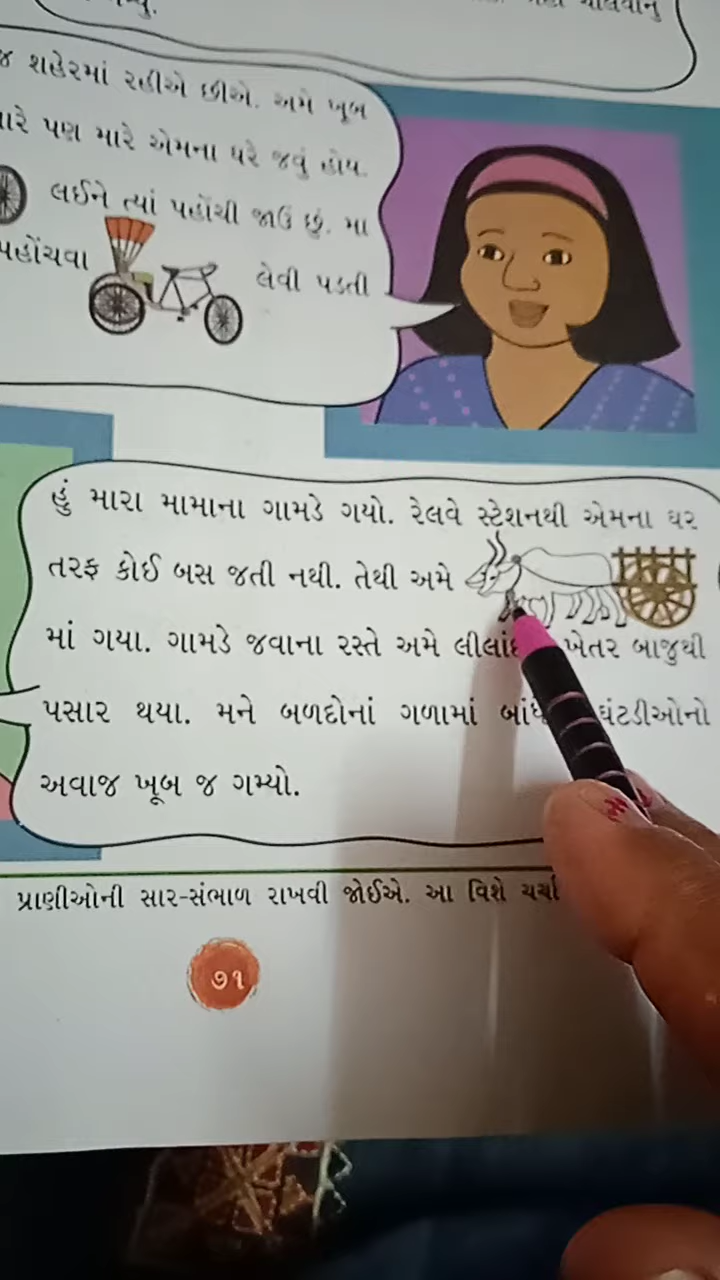 શહેરમાં રહીએ છીએ. અમે ખૂબ
પણ મારે એમના ઘરે જવું હોય
લઈને ત્યાં પહોંચી જાઉં છું. મા
પહોંચવા લેવી પડતી
હું મારા મામાના ગામડે ગયો. રેલવે સ્ટેશનથી એમના ઘર
તરફ કોઈ બસ જતી નથી. તેથી અમે
માં ગયા. ગામડે જવાના રસ્તે અમે ખેતર બાજુથી
પસાર થયા. મને બળદોનાં ગળામાં ઘંટડીઓનો
અવાજ ખૂબ જ ગમ્યો.
પ્રાણીઓની સાર-સંભાળ રાખવી જોઈએ. આ વિશે ચર્ચા
૭૧